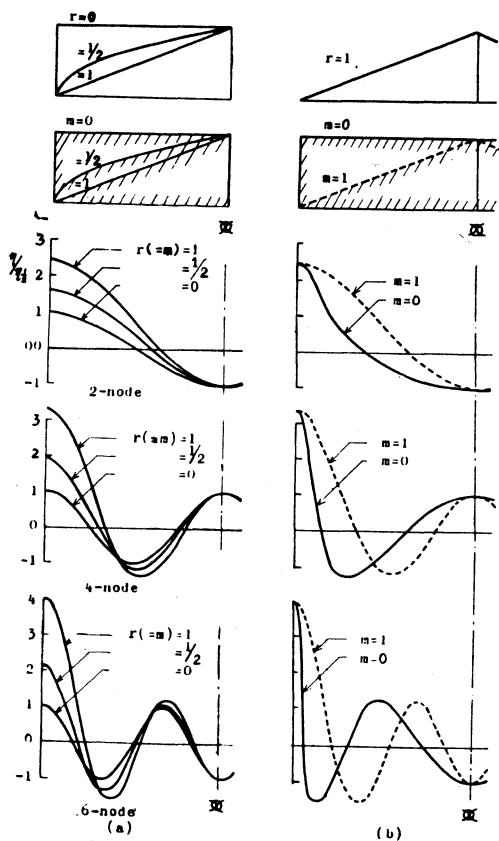 r=0
=1/2
=1
m=0
=1/2
=1
r
3
2
1
00
-1
r(=m)=1
=1/2
=0
2-node
3
2
1
0
-1
r(=m)=1
=1/2
=0
4-node
4
3
2
1
0
-1
r(=m)=1
=1/2
=0
.6-node
(a)
r=1
m=0
m=1
m=1
m=0
m=1
m=0
m=1
m-0
(b)